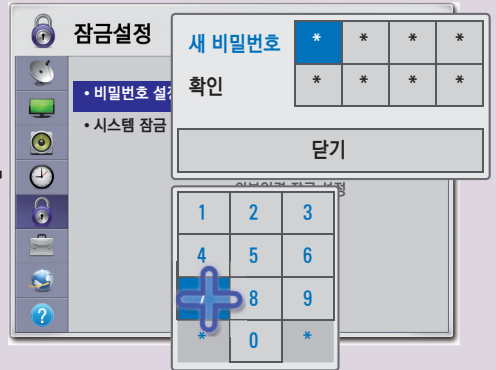 잠금설정
새 비밀번호 * * * *
확인 * * * *
• 비밀번호 설정
• 시스템 잠금
닫기
1 2 3
4 5 6
8 9
* 0 *
?